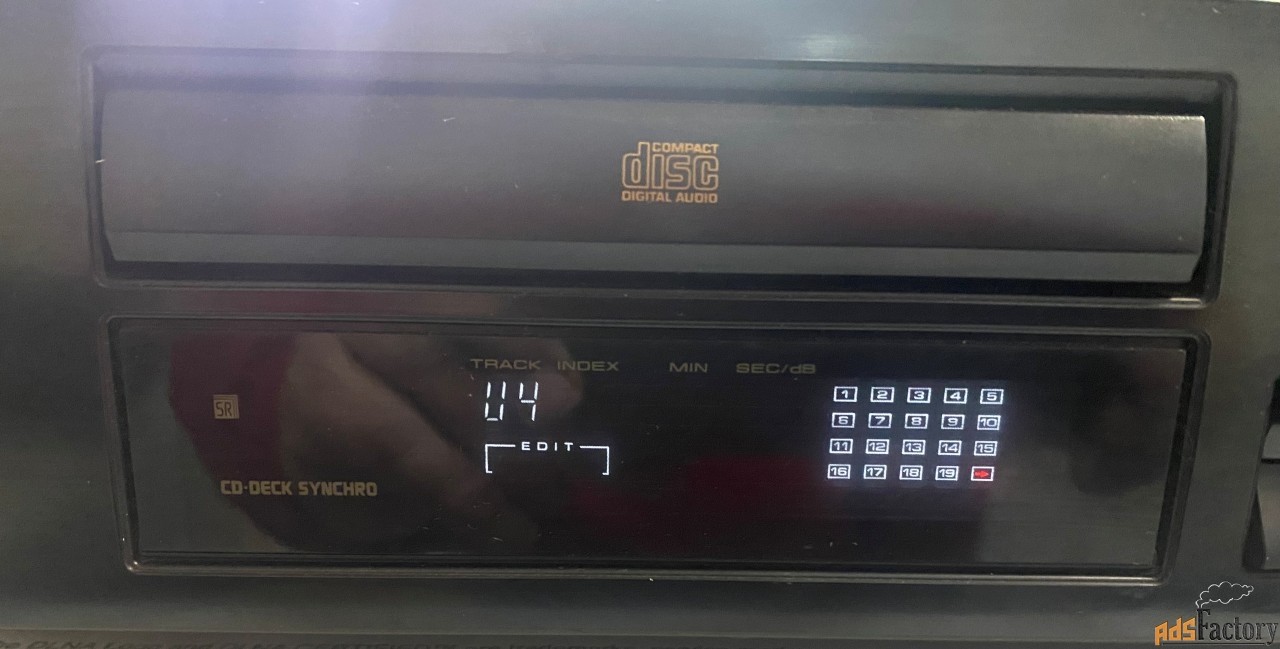 COMPACT
disc
DIGITAL AUDIO
TRACK INDEX MIN SEC/dB
SR
04
EDIT
CD·DECK SYNCHRO
1 2 3 4 5
6 7 8 9 10
11 12 13 14 15
16 17 18 19
AdsFactory